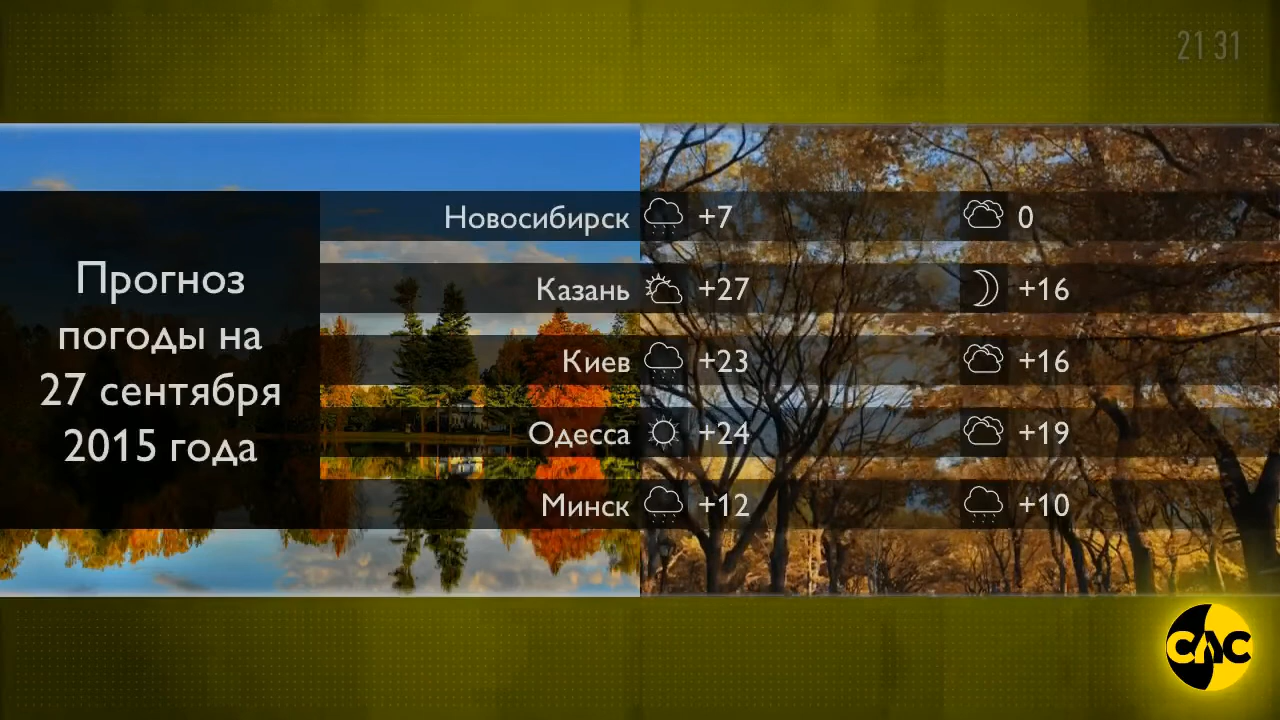 21 31
Прогноз
погоды на
27 сентября
2015 года
Новосибирск +7 0
Казань +27 +16
Киев +23 +16
Одесса +24 +19
Минск +12 +10
СЛС